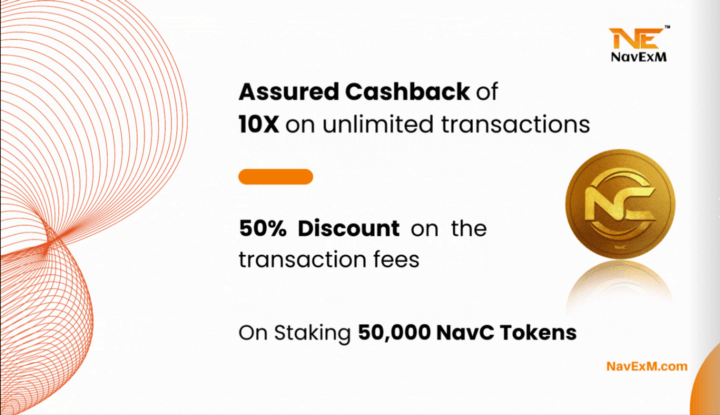 NE™
NavExM
Assured Cashback of
10X on unlimited transactions
NC
NavC
50% Discount on the
transaction fees
On Staking 50,000 NavC Tokens
NavExM.com